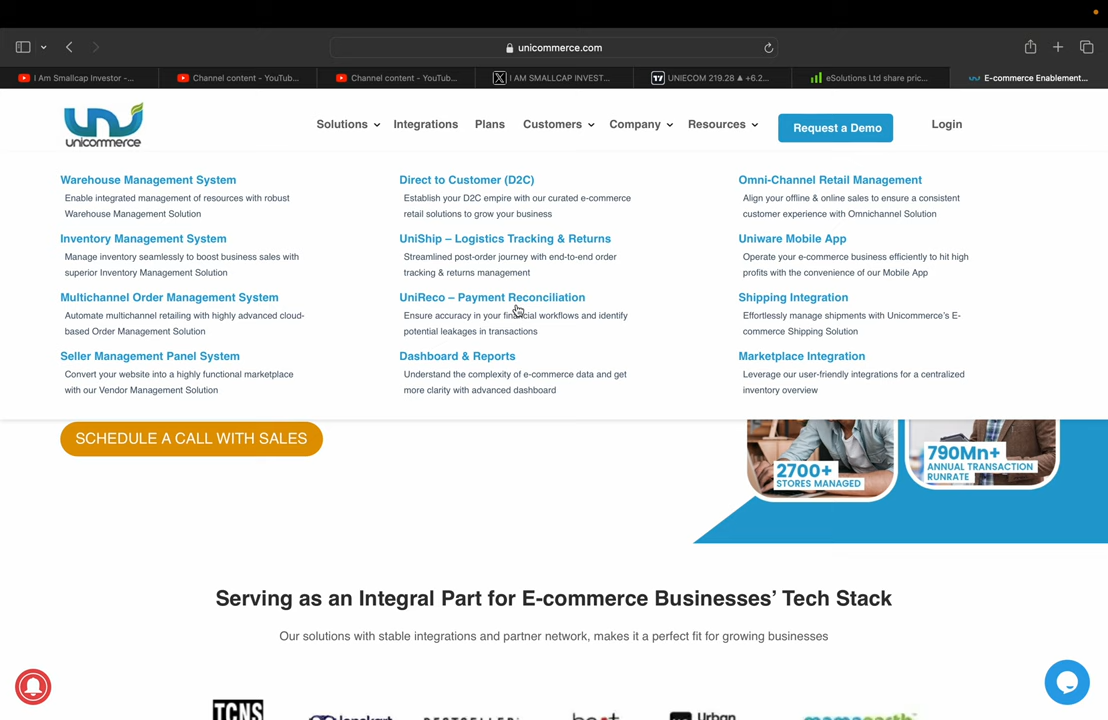 unicommerce.com
I Am Smallcap Investor -...
Channel content - YouTub...
Channel content - YouTub...
I AM SMALLCAP INVEST...
UNIECOM 219.28 ▲ +6.2...
eSolutions Ltd share pric...
E-commerce Enablement...
unicommerce
Solutions
Integrations
Plans
Customers
Company
Resources
Request a Demo
Login
Warehouse Management System
Enable integrated management of resources with robust
Warehouse Management Solution
Inventory Management System
Manage inventory seamlessly to boost business sales with
superior Inventory Management Solution
Multichannel Order Management System
Automate multichannel retailing with highly advanced cloud-
based Order Management Solution
Seller Management Panel System
Convert your website into a highly functional marketplace
with our Vendor Management Solution
Direct to Customer (D2C)
Establish your D2C empire with our curated e-commerce
retail solutions to grow your business
UniShip – Logistics Tracking & Returns
Streamlined post-order journey with end-to-end order
tracking & returns management
UniReco – Payment Reconciliation
Ensure accuracy in your financial workflows and identify
potential leakages in transactions
Dashboard & Reports
Understand the complexity of e-commerce data and get
more clarity with advanced dashboard
Omni-Channel Retail Management
Align your offline & online sales to ensure a consistent
customer experience with Omnichannel Solution
Uniware Mobile App
Operate your e-commerce business efficiently to hit high
profits with the convenience of our Mobile App
Shipping Integration
Effortlessly manage shipments with Unicommerce's E-
commerce Shipping Solution
Marketplace Integration
Leverage our user-friendly integrations for a centralized
inventory overview
SCHEDULE A CALL WITH SALES
2700+
STORES MANAGED
790Mn+
ANNUAL TRANSACTION
RUNRATE
Serving as an Integral Part for E-commerce Businesses' Tech Stack
Our solutions with stable integrations and partner network, makes it a perfect fit for growing businesses
TCNS
lenskart
BESTSELLER
boat
Urban
mamaearth